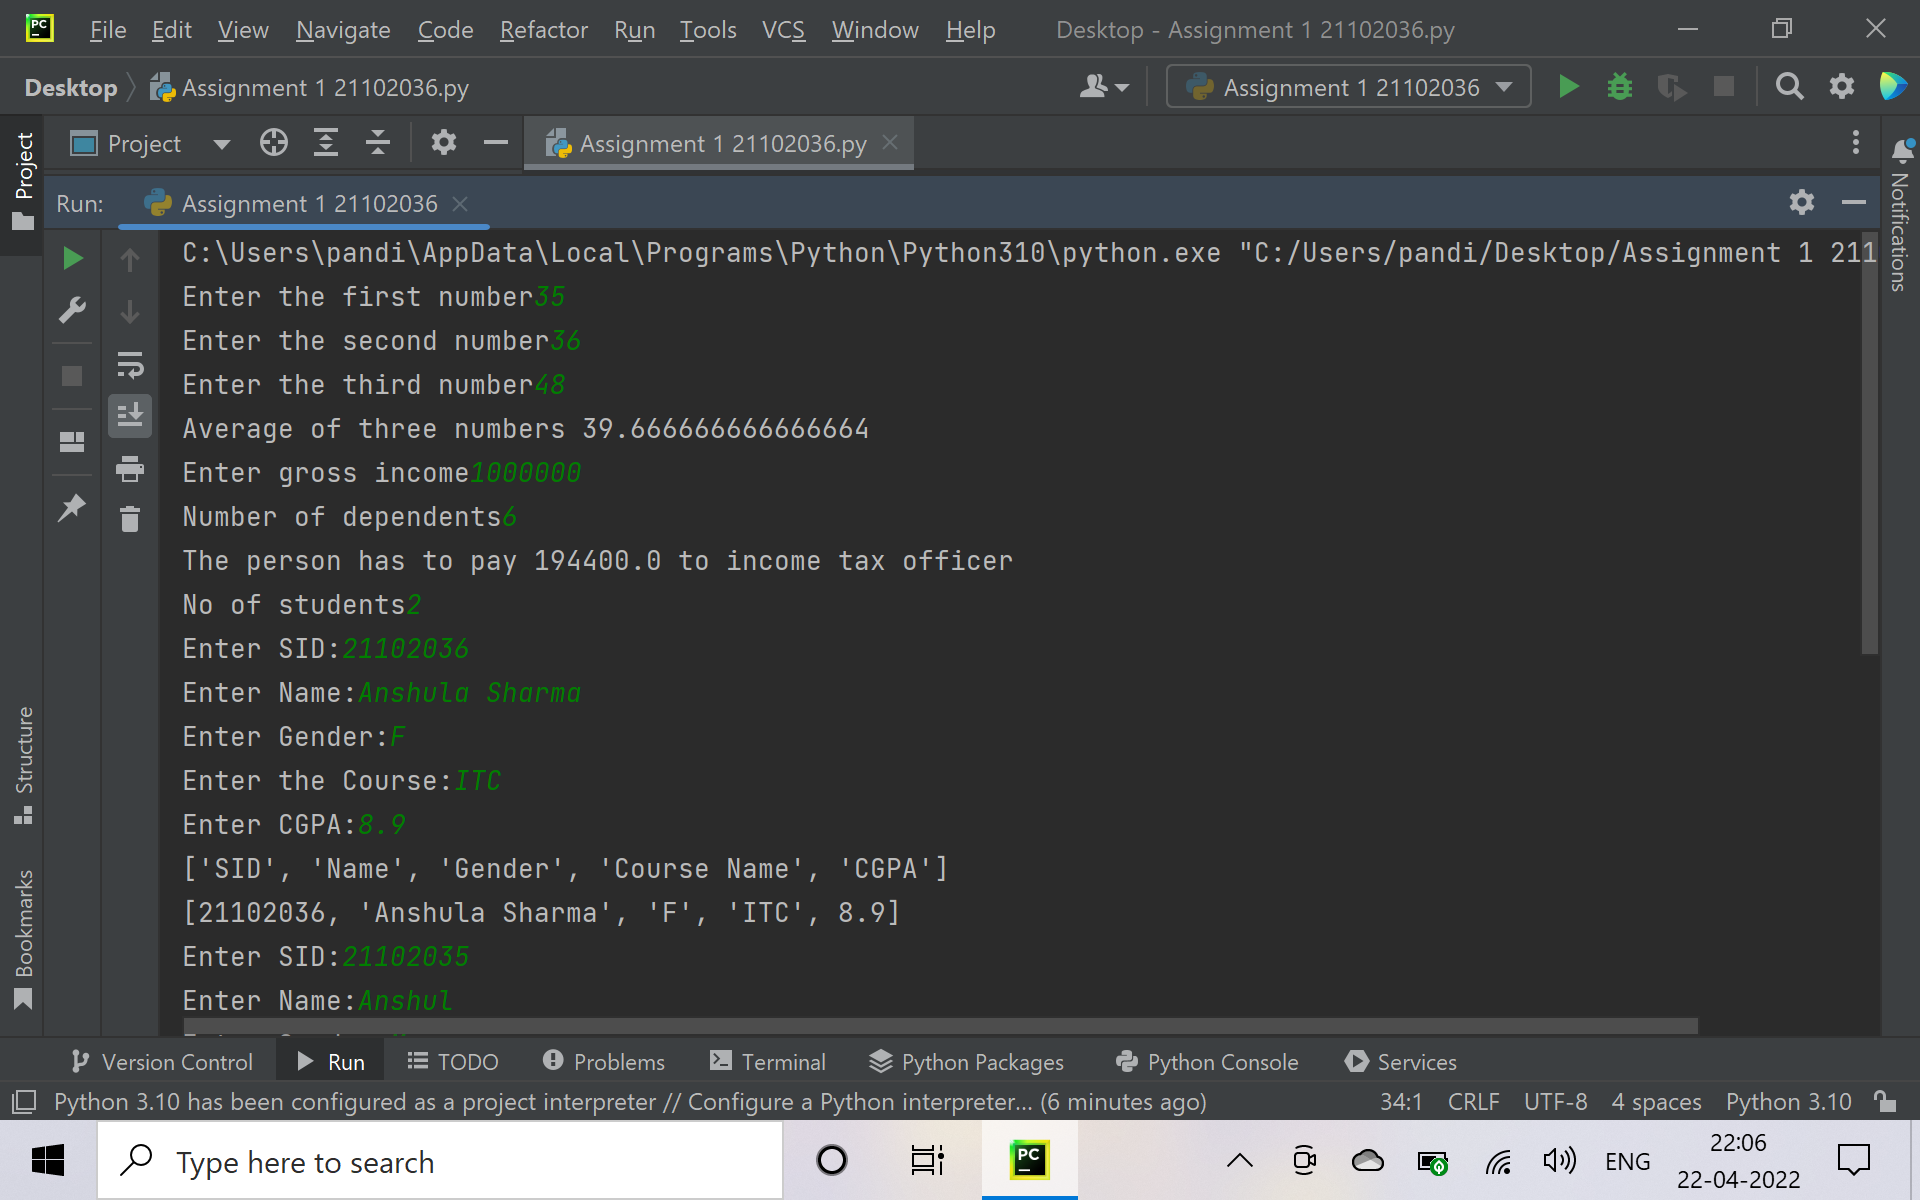 PC File Edit View Navigate Code Refactor Run Tools VCS Window Help Desktop - Assignment 1 21102036.py
Desktop Assignment 1 21102036.py Assignment 1 21102036
Project Project Assignment 1 21102036.py
Notifications
Run: Assignment 1 21102036
C:\Users\pandi\AppData\Local\Programs\Python\Python310\python.exe "C:/Users/pandi/Desktop/Assignment 1 211
Enter the first number35
Enter the second number36
Enter the third number48
Average of three numbers 39.666666666666664
Enter gross income1000000
Number of dependents6
The person has to pay 194400.0 to income tax officer
No of students2
Enter SID:21102036
Enter Name:Anshula Sharma
Enter Gender:F
Enter the Course:ITC
Enter CGPA:8.9
['SID', 'Name', 'Gender', 'Course Name', 'CGPA']
[21102036, 'Anshula Sharma', 'F', 'ITC', 8.9]
Enter SID:21102035
Enter Name:Anshul
Structure
Bookmarks
Version Control Run TODO Problems Terminal Python Packages Python Console Services
Python 3.10 has been configured as a project interpreter // Configure a Python interpreter... (6 minutes ago) 34:1 CRLF UTF-8 4 spaces Python 3.10
Type here to search PC ENG 22:06
22-04-2022